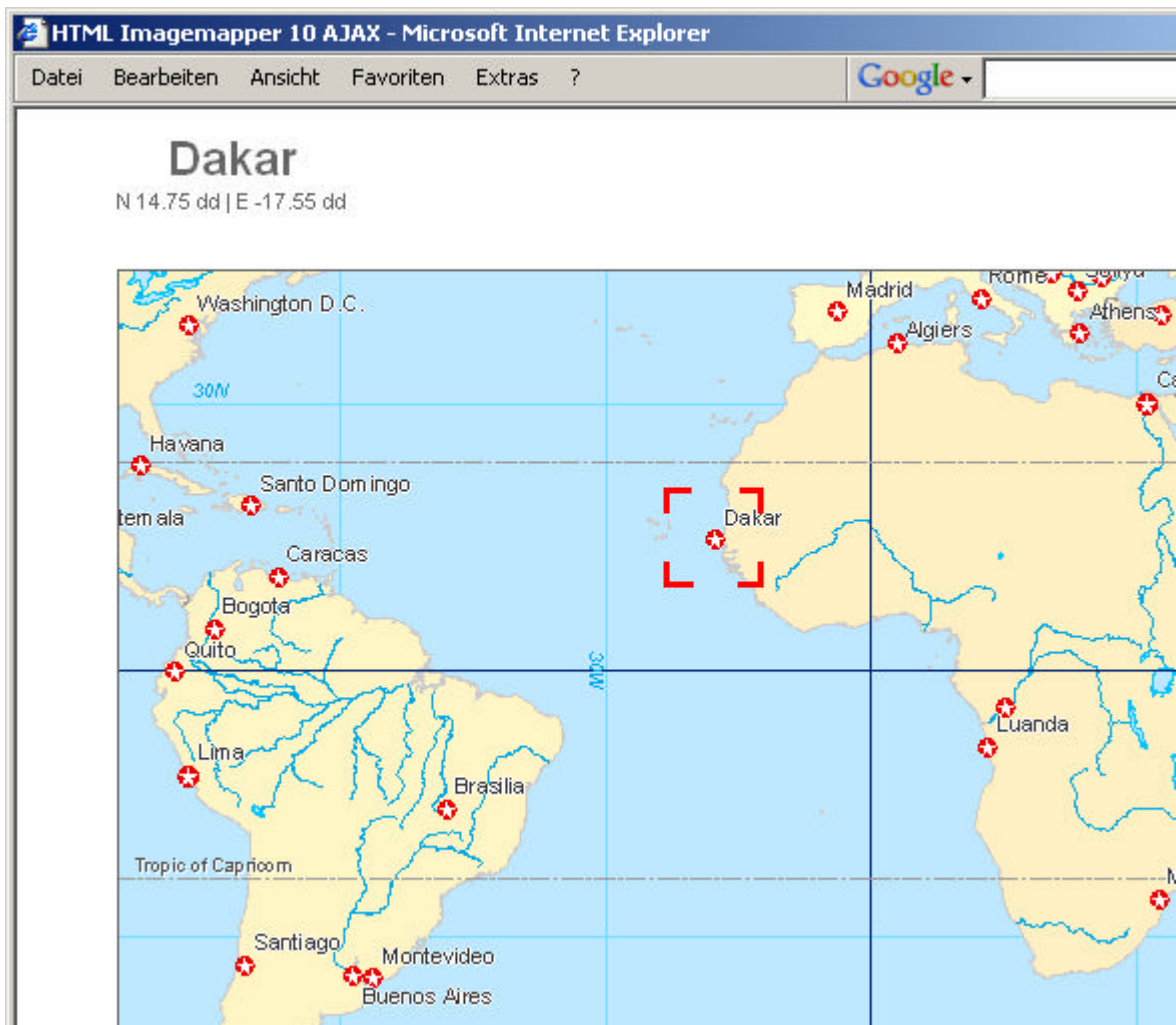 HTML Imagemapper 10 AJAX - Microsoft Internet Explorer
Datei Bearbeiten Ansicht Favoriten Extras ? Google
Dakar
N 14.75 dd | E -17.55 dd
Rome
Madrid
Washington D.C.
Athens
Algiers
Ca
30N
Havana
Santo Domingo
temala
Dakar
Caracas
Bogota
Quito
30W
Luanda
Lima
Brasilia
Tropic of Capricorn
M
Santiago
Montevideo
Buenos Aires